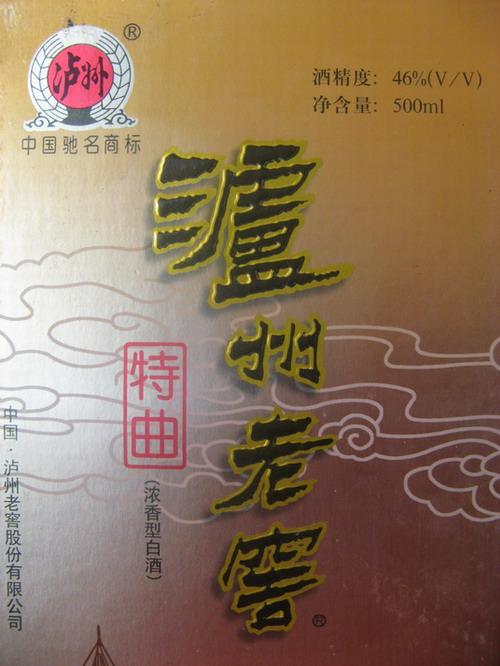 泸州
®
中国驰名商标
酒精度：46%(V/V)
净含量：500ml
瀘州老窖
®
特曲
(浓香型白酒)
中国·泸州老窖股份有限公司